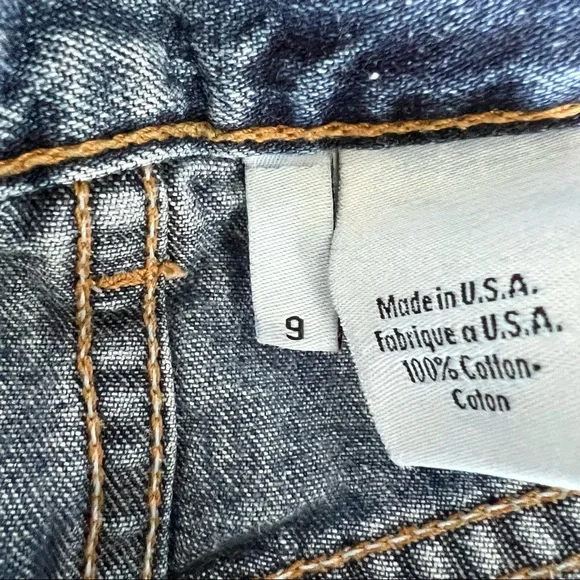 9
Made in U.S.A.
Fabrique a U.S.A.
100% Cotton-
Coton